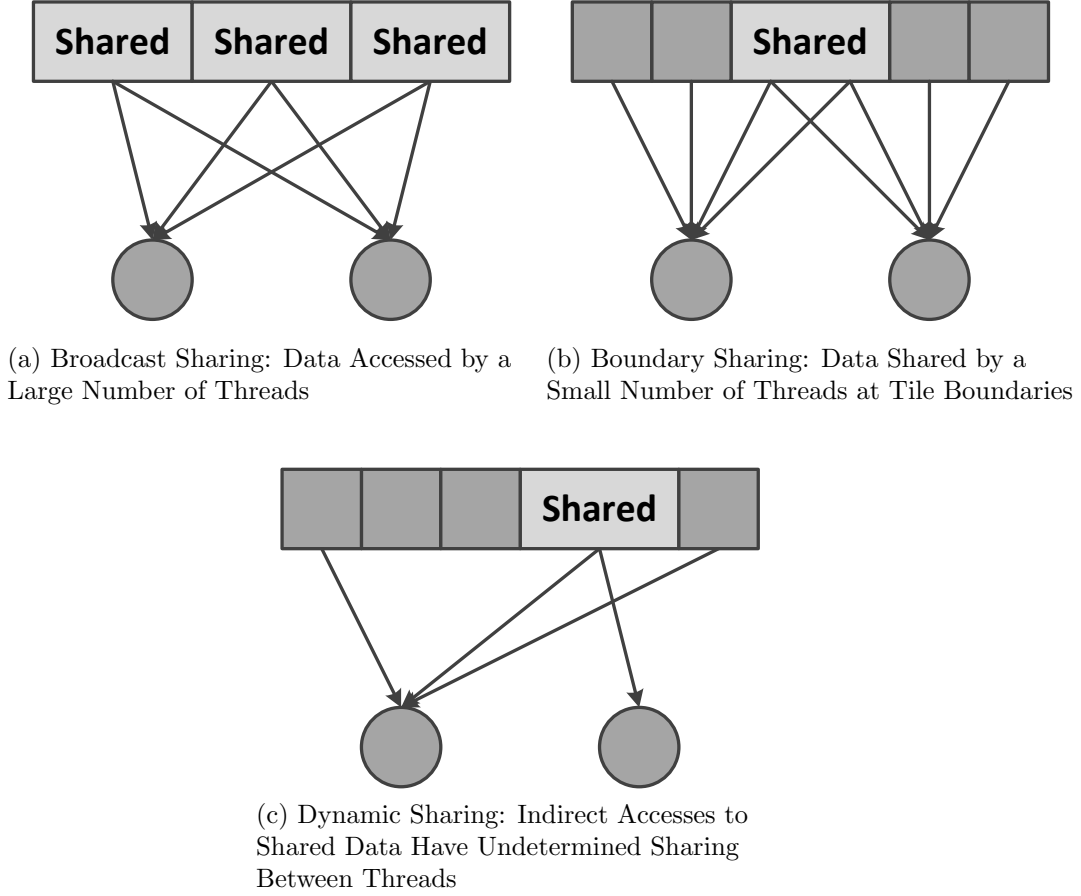 Shared Shared Shared
Shared
(a) Broadcast Sharing: Data Accessed by a
Large Number of Threads
(b) Boundary Sharing: Data Shared by a
Small Number of Threads at Tile Boundaries
Shared
(c) Dynamic Sharing: Indirect Accesses to
Shared Data Have Undetermined Sharing
Between Threads